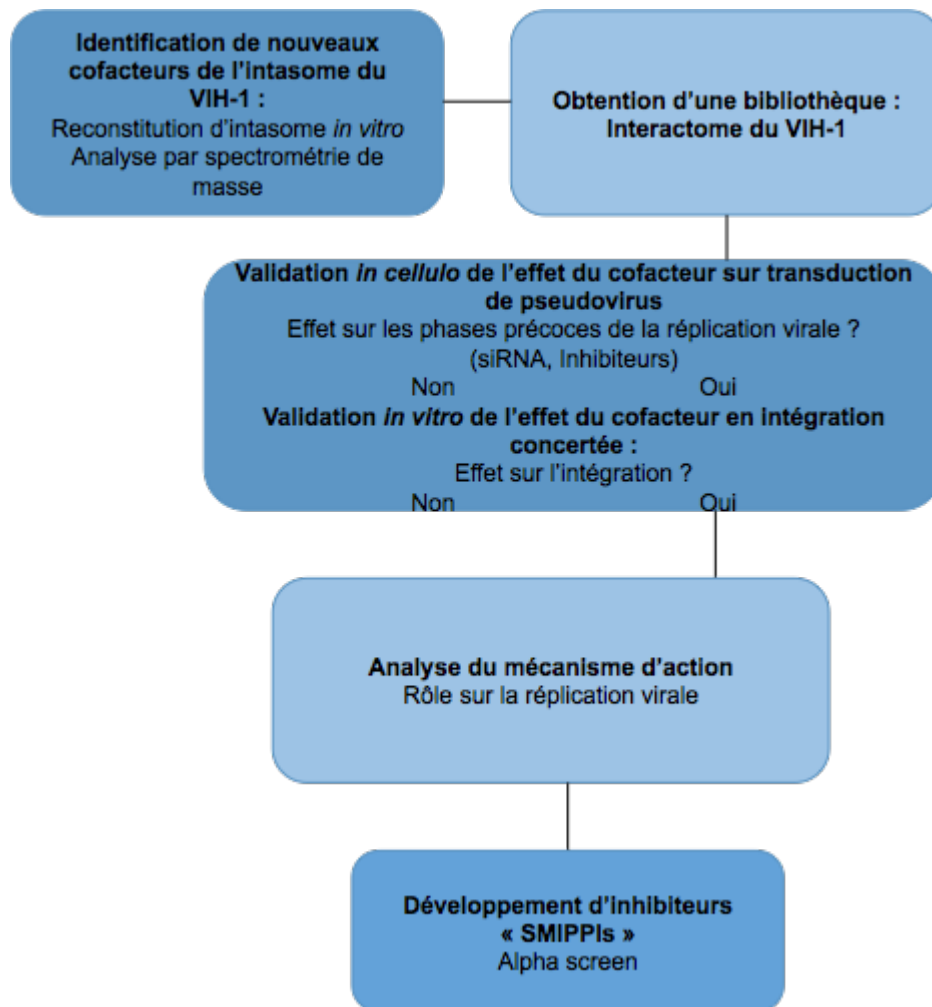 Identification de nouveaux
cofacteurs de l'intasome du
VIH-1 :
Reconstitution d'intasome in vitro
Analyse par spectrométrie de
masse
Obtention d'une bibliothèque :
Interactome du VIH-1
Validation in cellulo de l'effet du cofacteur sur transduction
de pseudovirus
Effet sur les phases précoces de la réplication virale ?
(siRNA, Inhibiteurs)
Non Oui
Validation in vitro de l'effet du cofacteur en intégration
concertée :
Effet sur l'intégration ?
Non Oui
Analyse du mécanisme d'action
Rôle sur la réplication virale
Développement d'inhibiteurs
« SMIPPIs »
Alpha screen